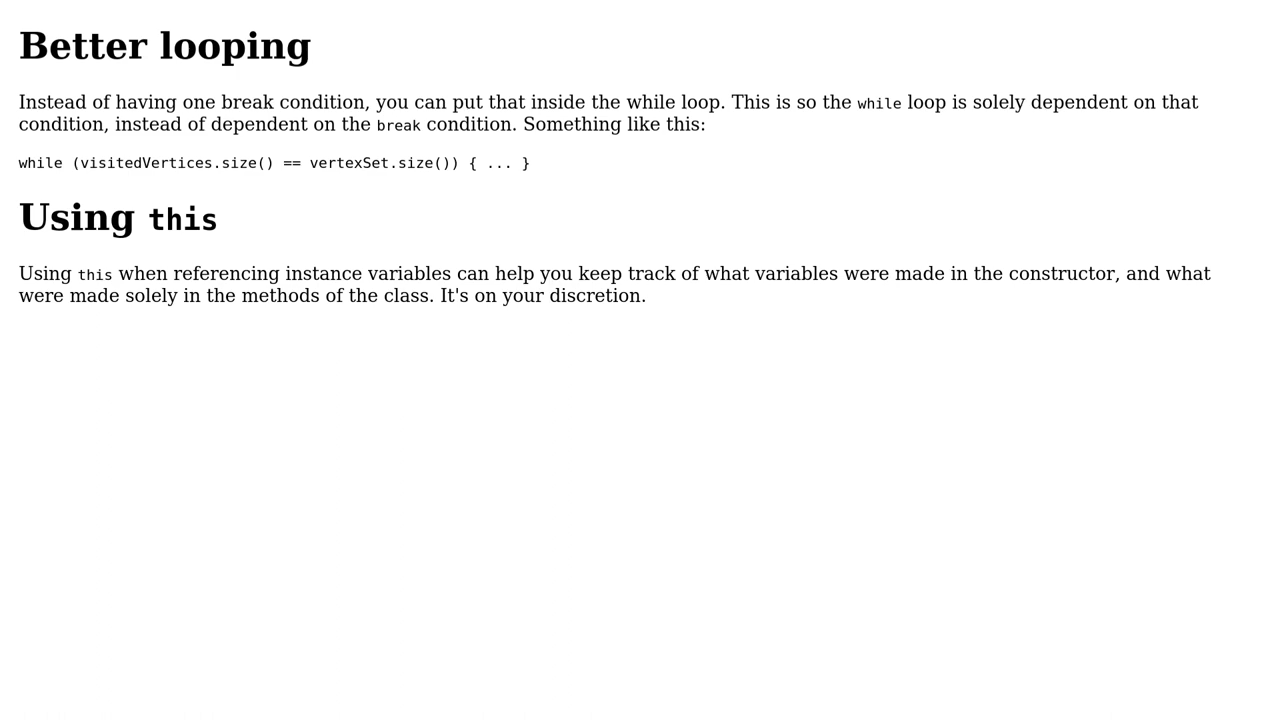 Better looping
Instead of having one break condition, you can put that inside the while loop. This is so the while loop is solely dependent on that
condition, instead of dependent on the break condition. Something like this:
while (visitedVertices.size() == vertexSet.size()) { ... }
Using this
Using this when referencing instance variables can help you keep track of what variables were made in the constructor, and what
were made solely in the methods of the class. It's on your discretion.